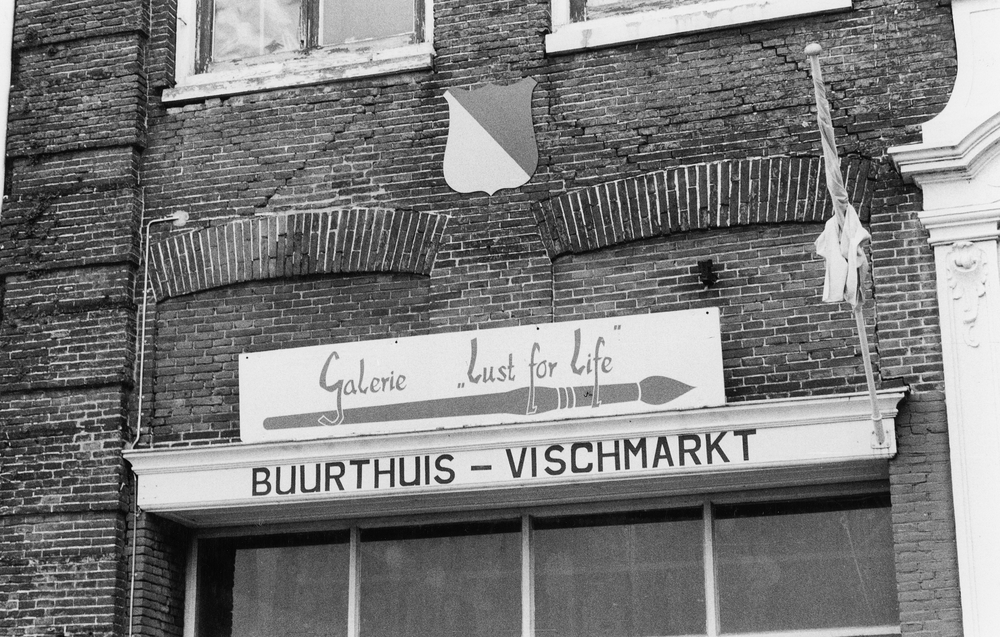 Galerie „Lust for Life"
BUURTHUIS – VISCHMARKT